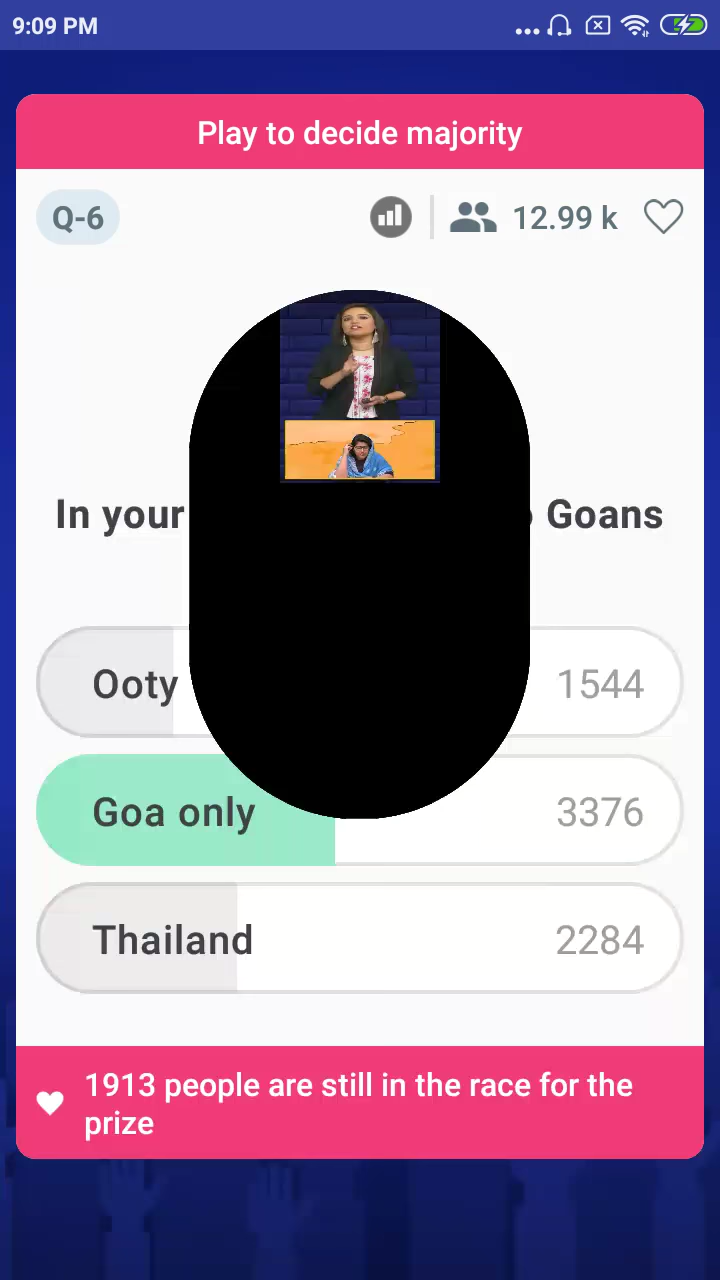 9:09 PM
Play to decide majority
Q-6
12.99 k
In your Goans
Ooty 1544
Goa only 3376
Thailand 2284
1913 people are still in the race for the
prize